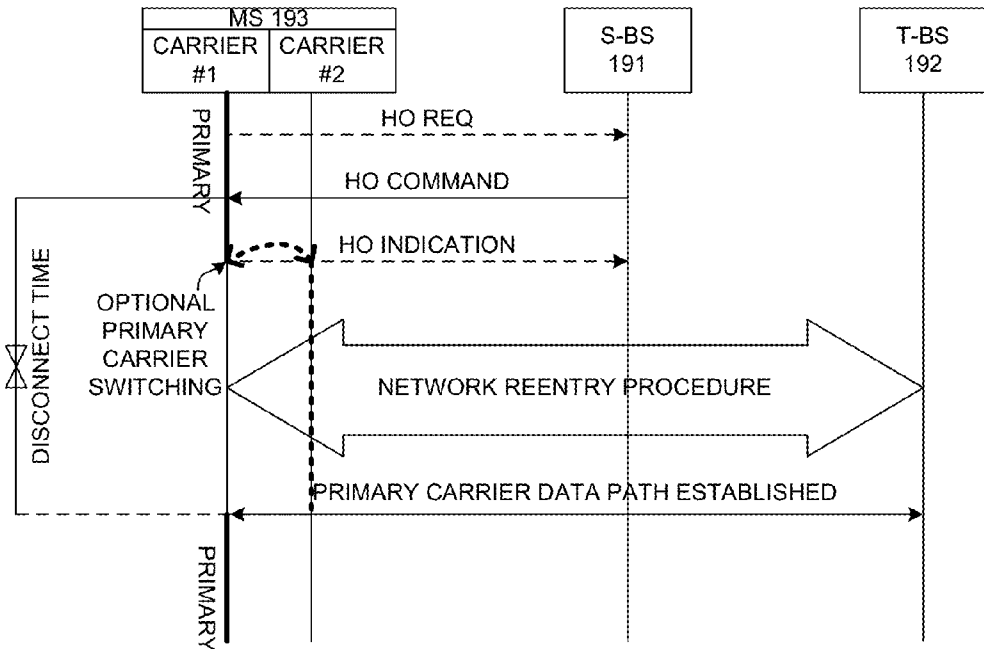 MS 193
CARRIER
#1
CARRIER
#2
S-BS
191
T-BS
192
PRIMARY
HO REQ
HO COMMAND
HO INDICATION
DISCONNECT TIME
OPTIONAL
PRIMARY
CARRIER
SWITCHING
NETWORK REENTRY PROCEDURE
PRIMARY CARRIER DATA PATH ESTABLISHED
PRIMARY